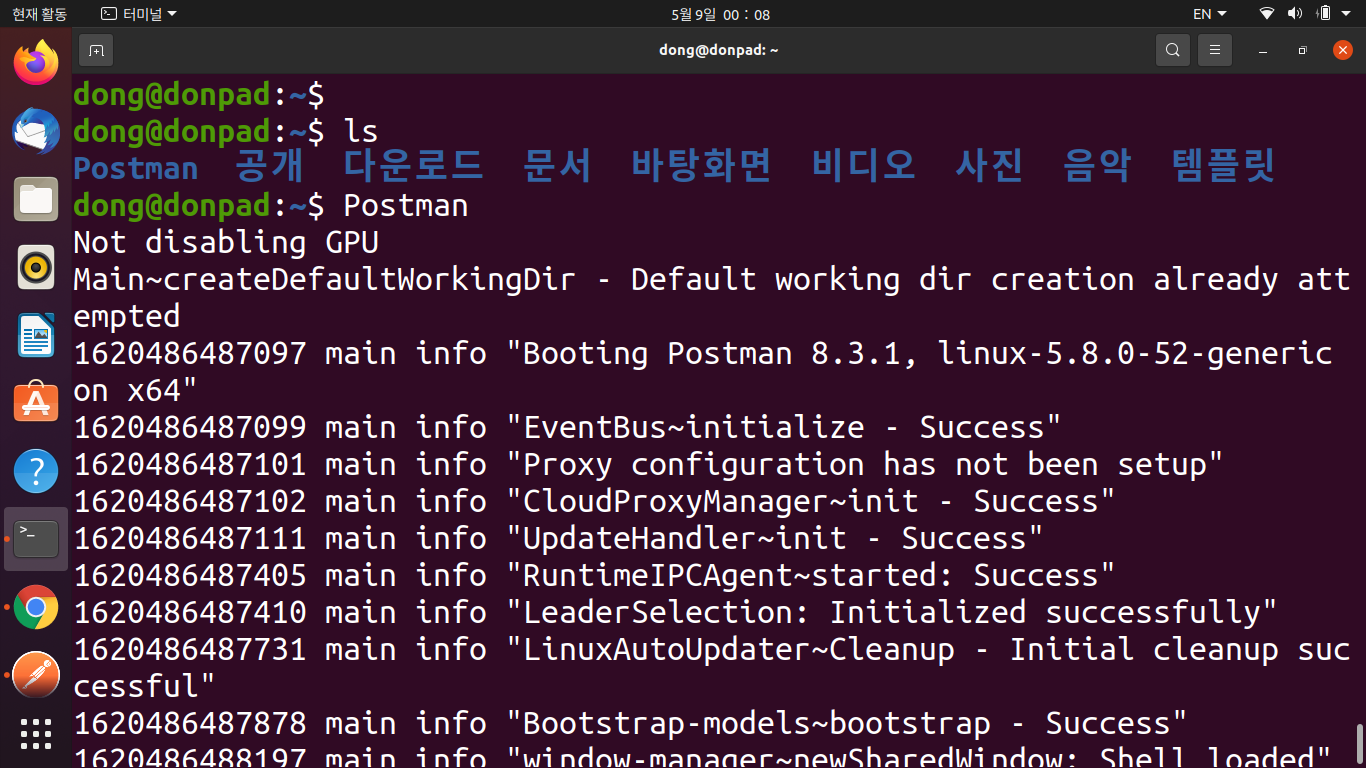 현재 활동 터미널 5월 9일 00 : 08 EN
dong@donpad: ~
dong@donpad:~$
dong@donpad:~$ ls
Postman 공개 다운로드 문서 바탕화면 비디오 사진 음악 템플릿
dong@donpad:~$ Postman
Not disabling GPU
Main~createDefaultWorkingDir - Default working dir creation already att
empted
1620486487097 main info "Booting Postman 8.3.1, linux-5.8.0-52-generic
on x64"
1620486487099 main info "EventBus~initialize - Success"
1620486487101 main info "Proxy configuration has not been setup"
1620486487102 main info "CloudProxyManager~init - Success"
1620486487111 main info "UpdateHandler~init - Success"
1620486487405 main info "RuntimeIPCAgent~started: Success"
1620486487410 main info "LeaderSelection: Initialized successfully"
1620486487731 main info "LinuxAutoUpdater~Cleanup - Initial cleanup suc
cessful"
1620486487878 main info "Bootstrap-models~bootstrap - Success"
1620486488197 main info "window-manager~newSharedWindow: Shell loaded"